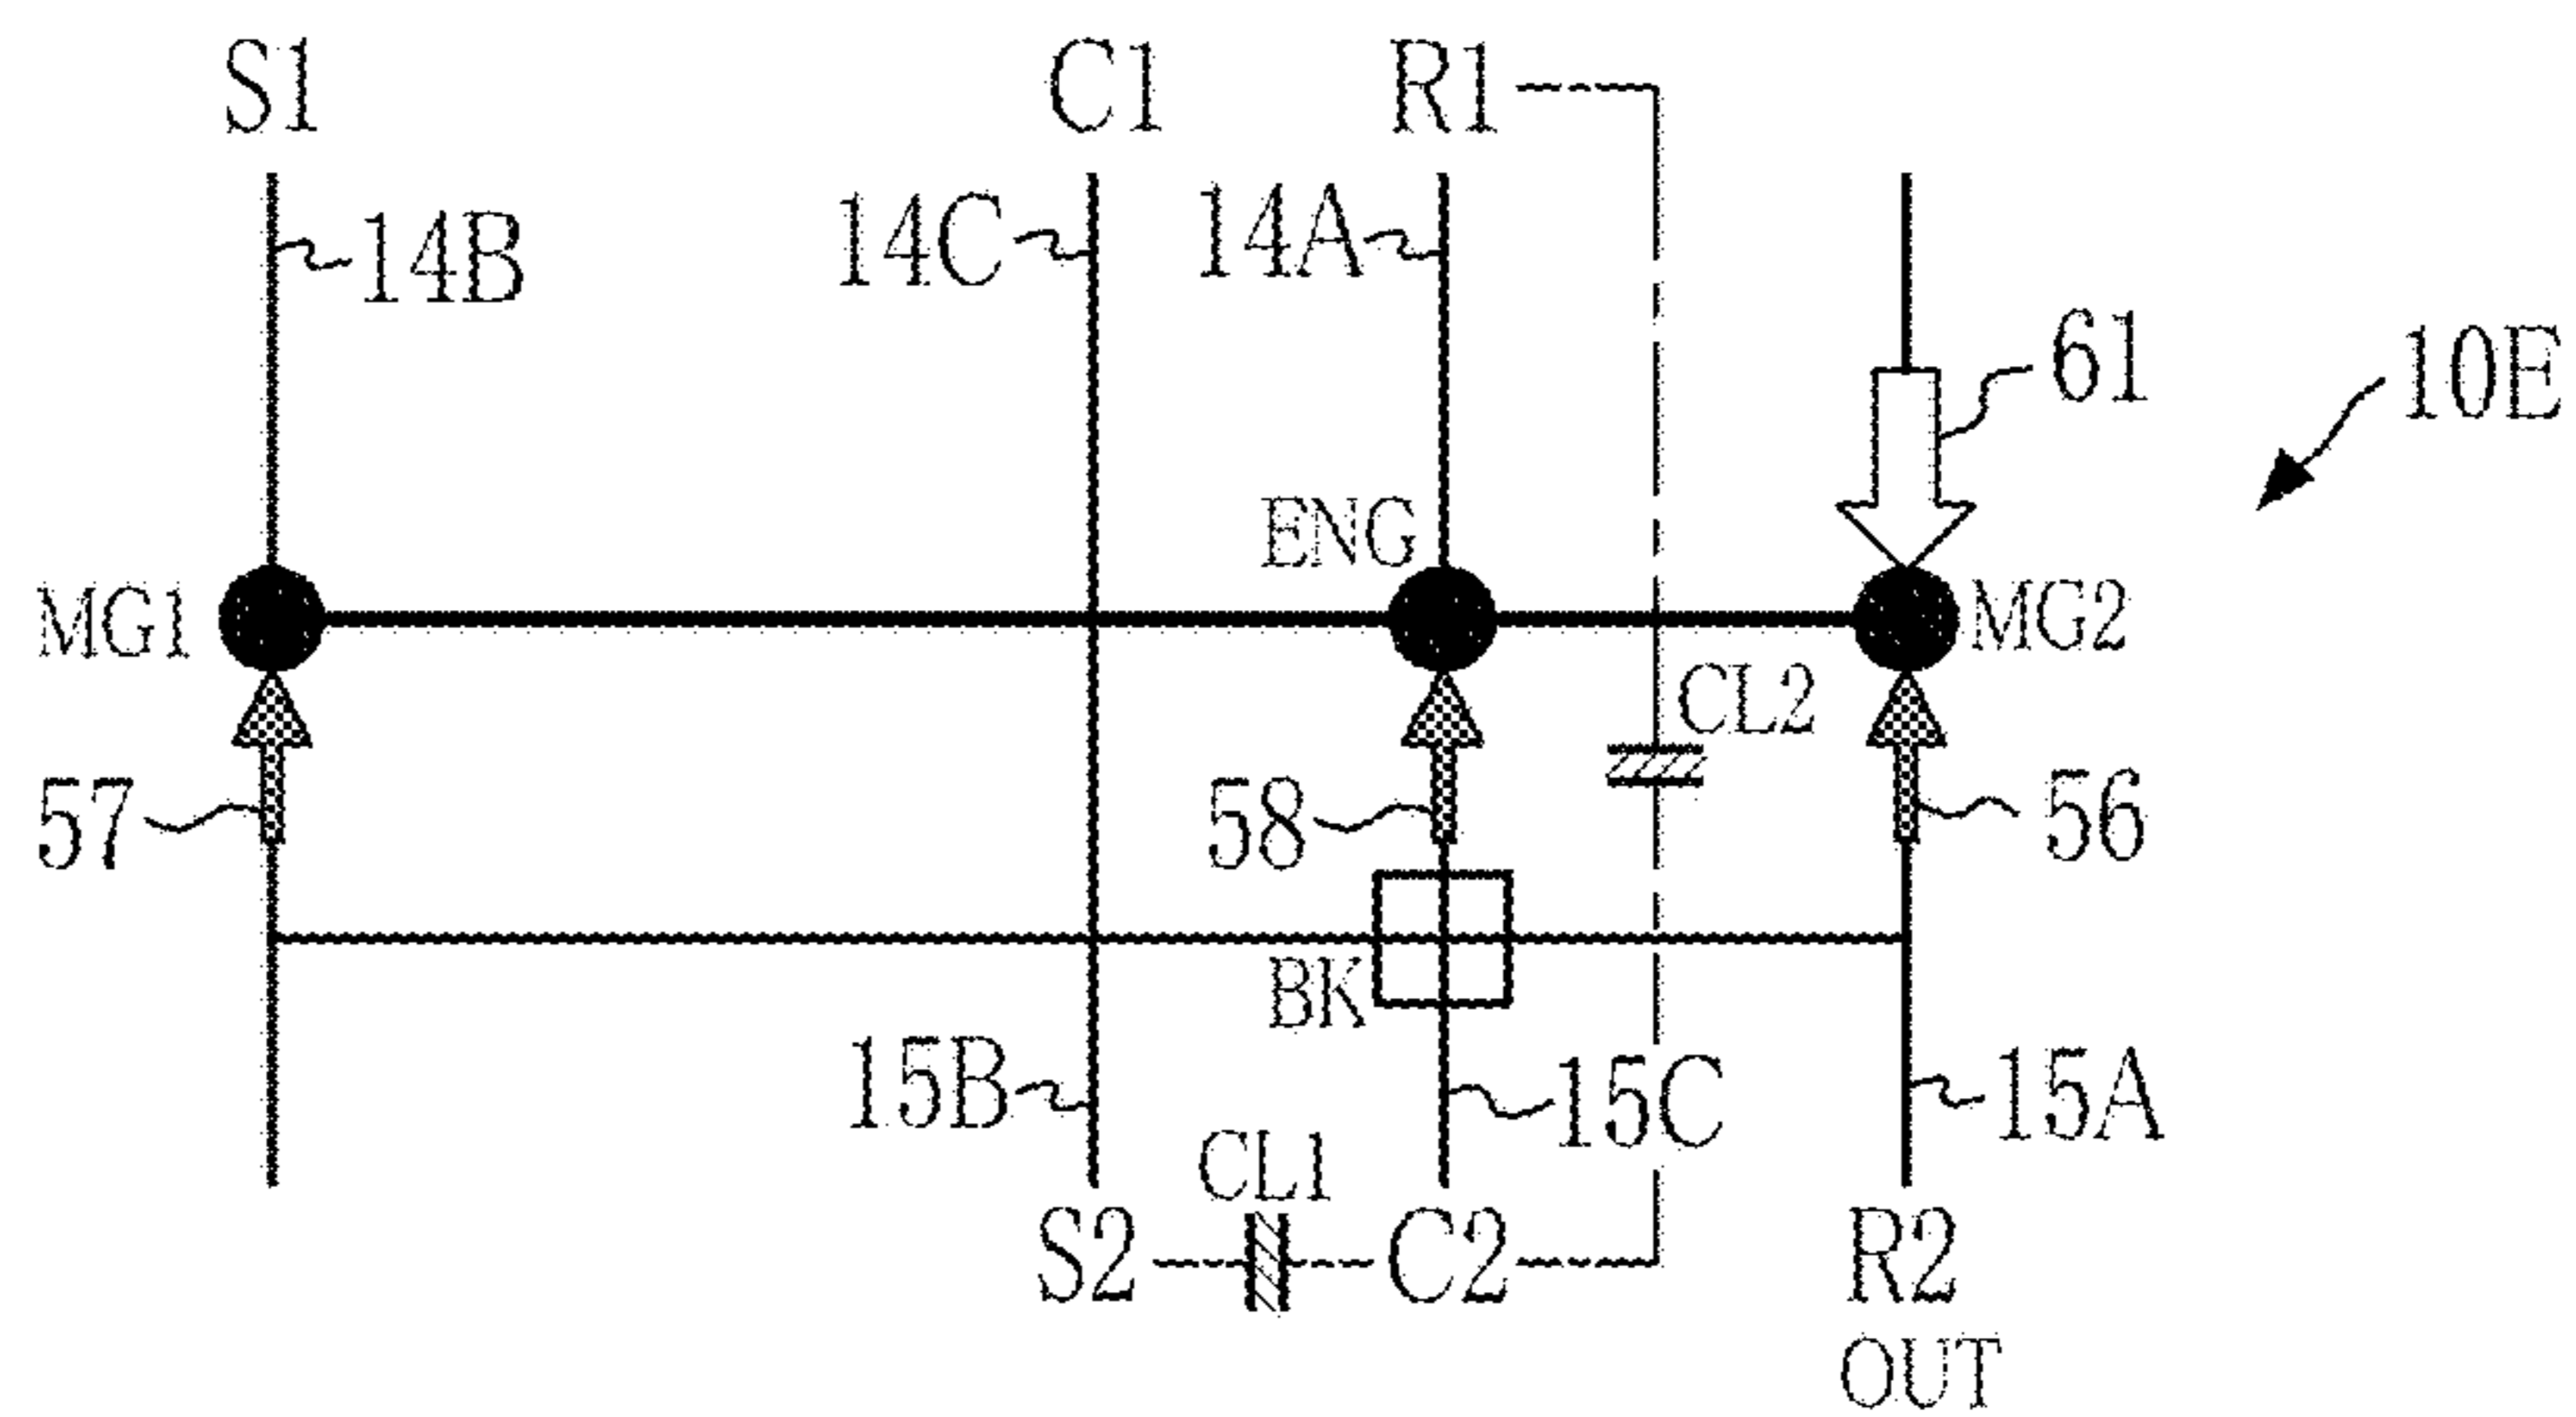 S1 C1 R1
14B 14C 14A
61 10E
ENG
MG1 MG2
CL2
57 58 56
BK
15B 15C 15A
CL1
S2 C2 R2
OUT